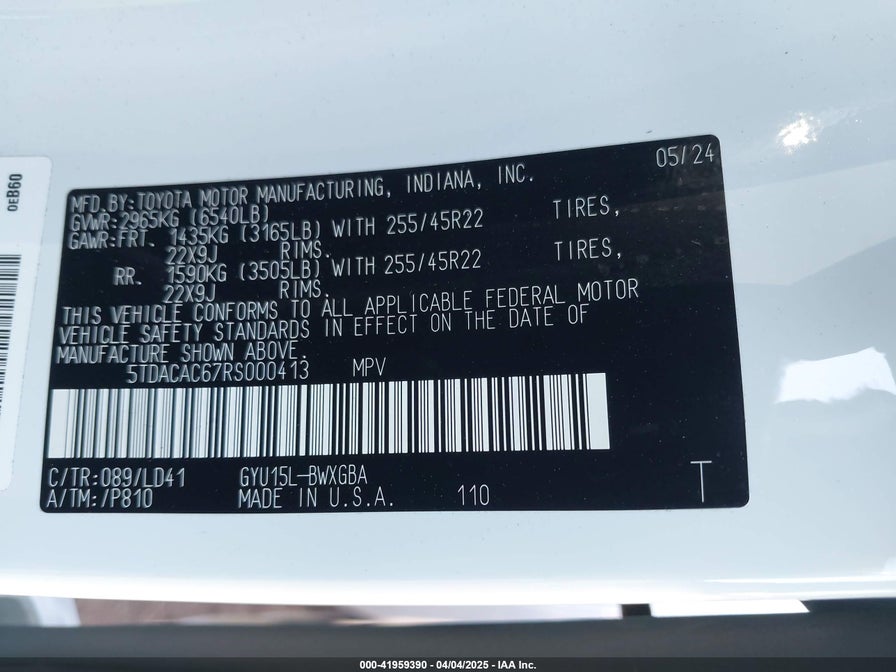 0EB60
05/24
MFD.BY:TOYOTA MOTOR MANUFACTURING, INDIANA, INC.
GVWR:2965KG (6540LB)
GAWR:FRT. 1435KG (3165LB) WITH 255/45R22 TIRES,
22X9J RIMS.
RR. 1590KG (3505LB) WITH 255/45R22 TIRES,
22X9J RIMS.
THIS VEHICLE CONFORMS TO ALL APPLICABLE FEDERAL MOTOR
VEHICLE SAFETY STANDARDS IN EFFECT ON THE DATE OF
MANUFACTURE SHOWN ABOVE.
5TDACAC67RS000413 MPV
C/TR:089/LD41 GYU15L-BWXGBA
A/TM:/P810 MADE IN U.S.A. 110 T
000-41959390 - 04/04/2025 - IAA Inc.